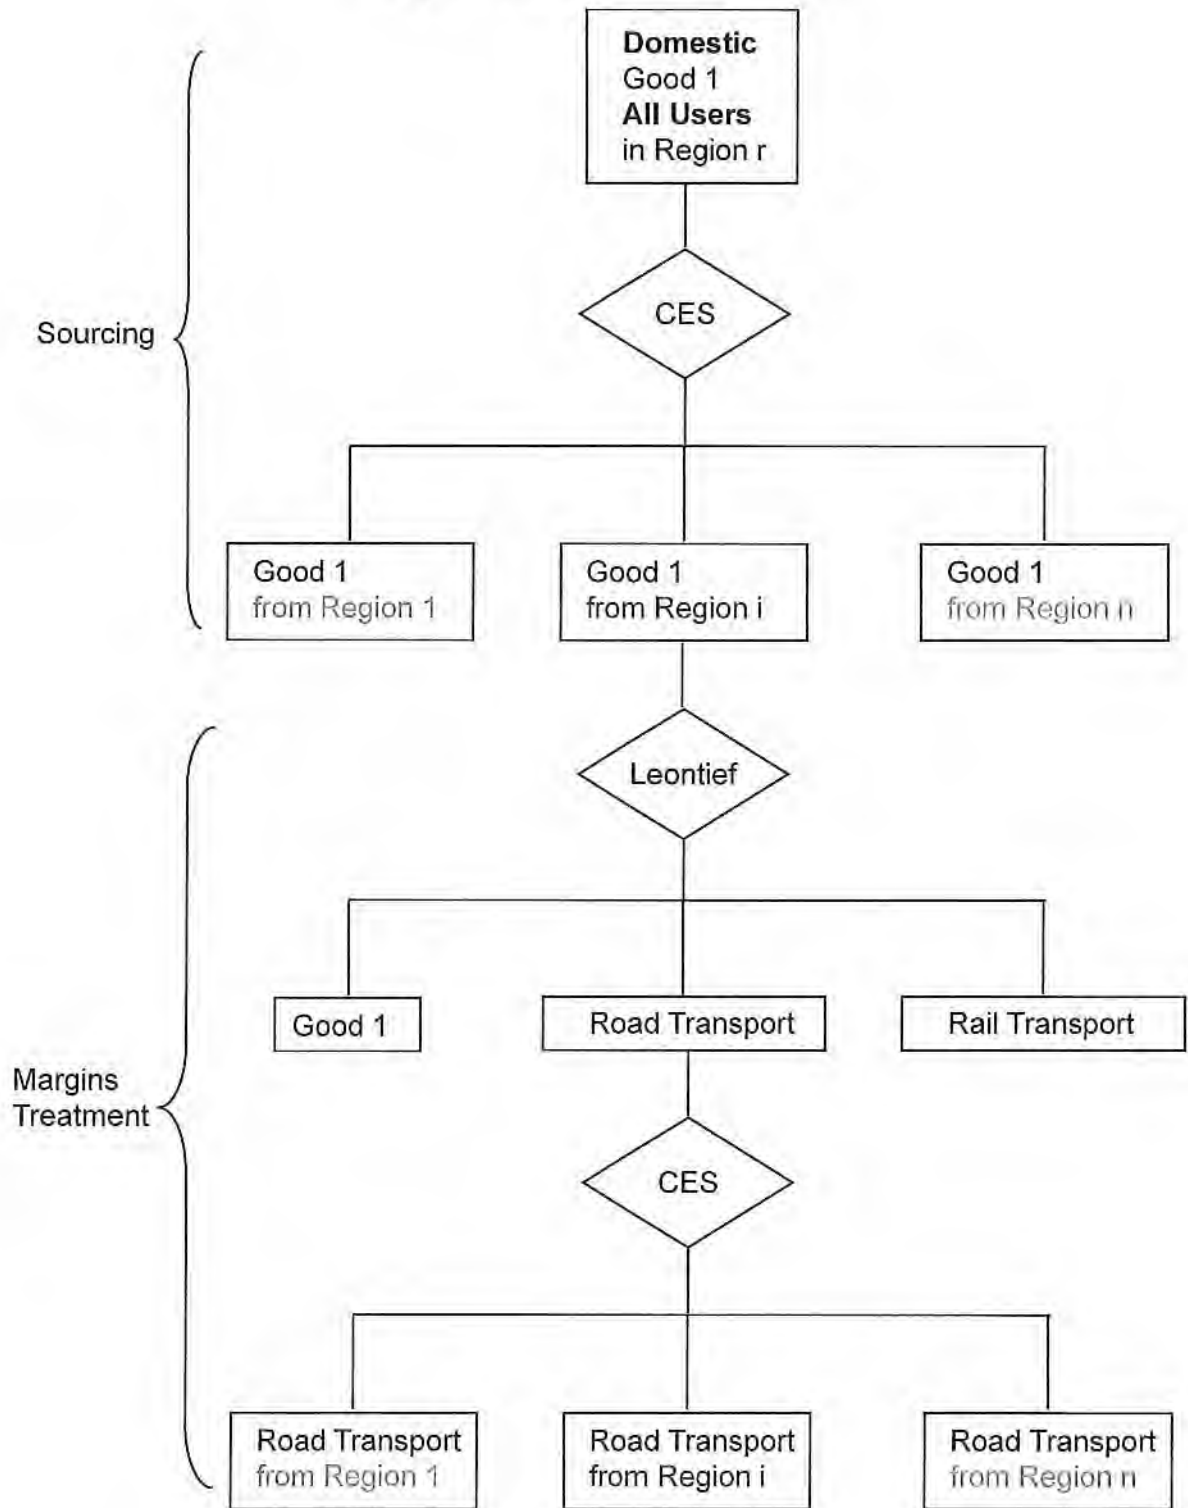 Domestic
Good 1
All Users
in Region r
CES
Sourcing
Good 1
from Region 1
Good 1
from Region i
Good 1
from Region n
Leontief
Good 1
Road Transport
Rail Transport
Margins
Treatment
CES
Road Transport
from Region 1
Road Transport
from Region i
Road Transport
from Region n